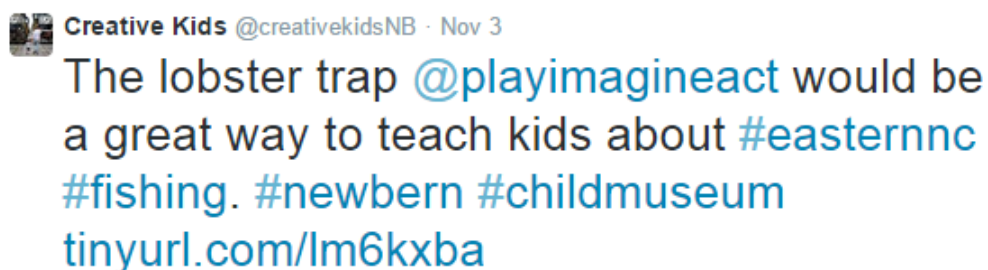 Creative Kids @creativekidsNB · Nov 3
The lobster trap @playimagineact would be
a great way to teach kids about #easternnc
#fishing. #newbern #childmuseum
tinyurl.com/lm6kxba